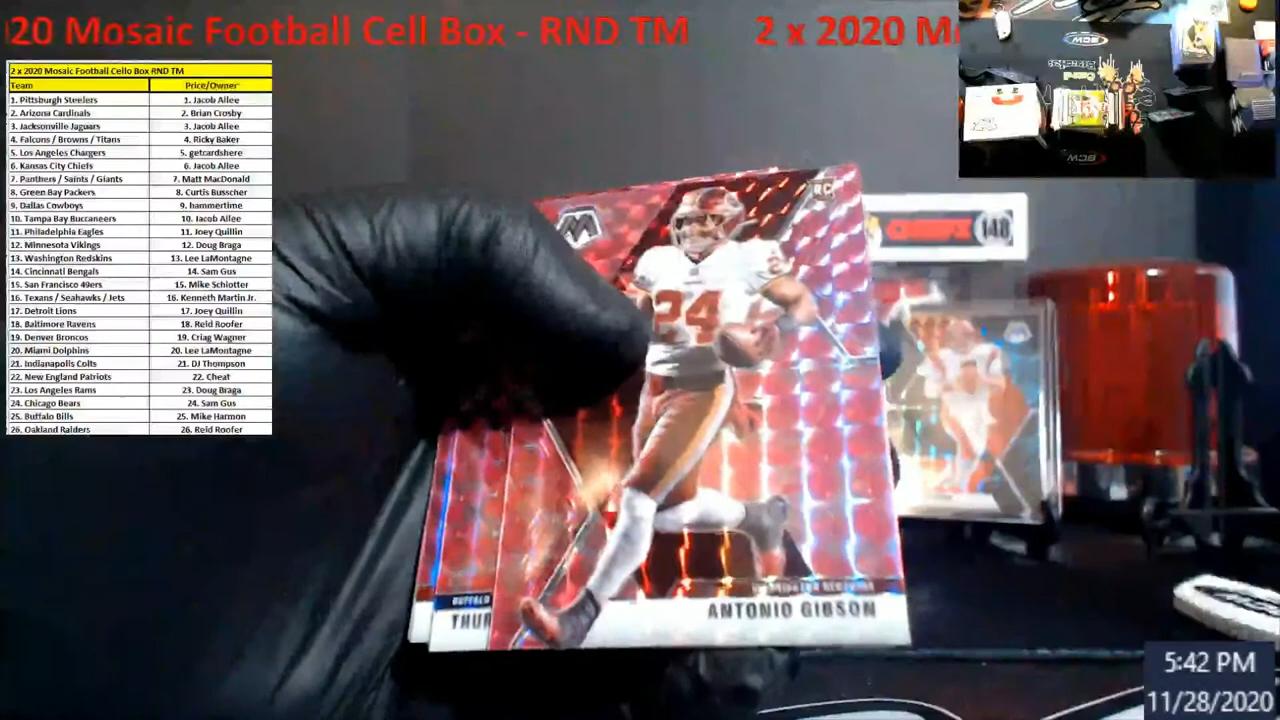 020 Mosaic Football Cell Box - RND TM 2 x 2020 M
2 x 2020 Mosaic Football Cello Box RND TM
Team Price/Owner
1. Pittsburgh Steelers 1. Jacob Allee
2. Arizona Cardinals 2. Brian Crosby
3. Jacksonville Jaguars 3. Jacob Allee
4. Falcons / Browns / Titans 4. Ricky Baker
5. Los Angeles Chargers 5. getcardshere
6. Kansas City Chiefs 6. Jacob Allee
7. Panthers / Saints / Giants 7. Matt MacDonald
8. Green Bay Packers 8. Curtis Busscher
9. Dallas Cowboys 9. hammertime
10. Tampa Bay Buccaneers 10. Jacob Allee
11. Philadelphia Eagles 11. Joey Quillin
12. Minnesota Vikings 12. Doug Braga
13. Washington Redskins 13. Lee LaMontagne
14. Cincinnati Bengals 14. Sam Gus
15. San Francisco 49ers 15. Mike Schlotter
16. Texans / Seahawks / Jets 16. Kenneth Martin Jr.
17. Detroit Lions 17. Joey Quillin
18. Baltimore Ravens 18. Reid Roofer
19. Denver Broncos 19. Criag Wagner
20. Miami Dolphins 20. Lee LaMontagne
21. Indianapolis Colts 21. DJ Thompson
22. New England Patriots 22. Cheat
23. Los Angeles Rams 23. Doug Braga
24. Chicago Bears 24. Sam Gus
25. Buffalo Bills 25. Mike Harmon
26. Oakland Raiders 26. Reid Roofer
BCW
Card
BCW
RC
CHIEFS 148
24
WASHINGTON REDSKINS
ANTONIO GIBSON
BUFFALO
THUR
5:42 PM
11/28/2020